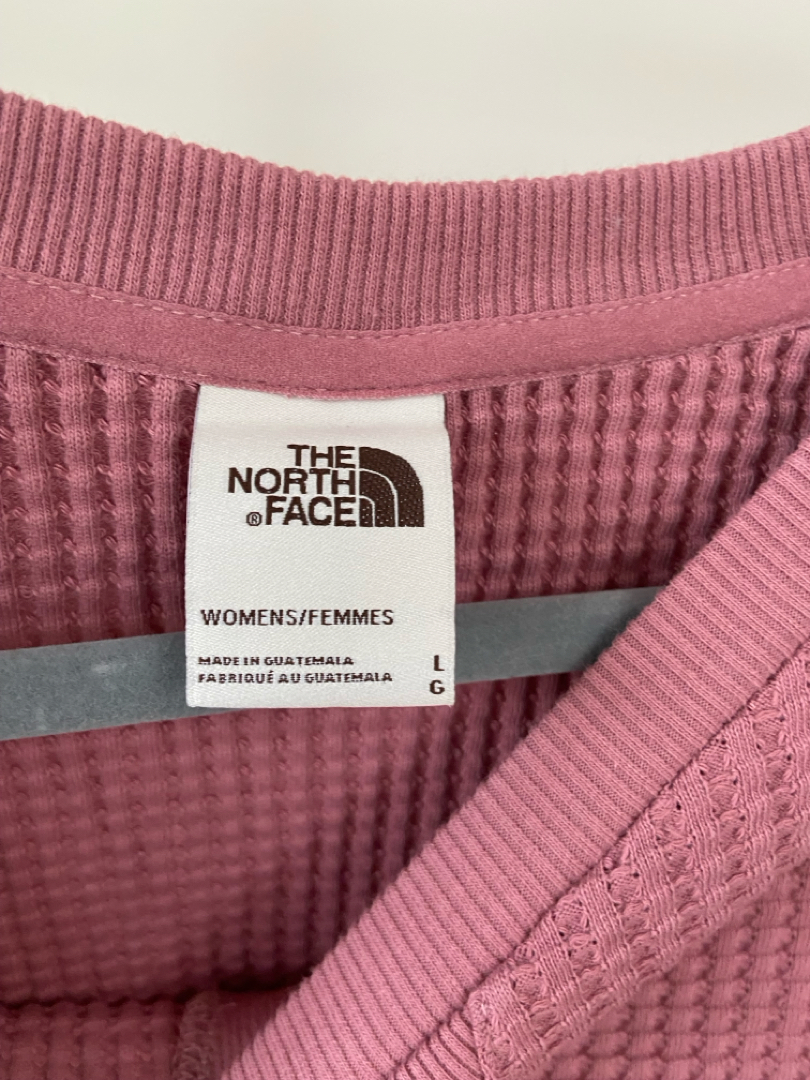 THE
NORTH
® FACE
WOMENS/FEMMES
MADE IN GUATEMALA
FABRIQUÉ AU GUATEMALA
L
G